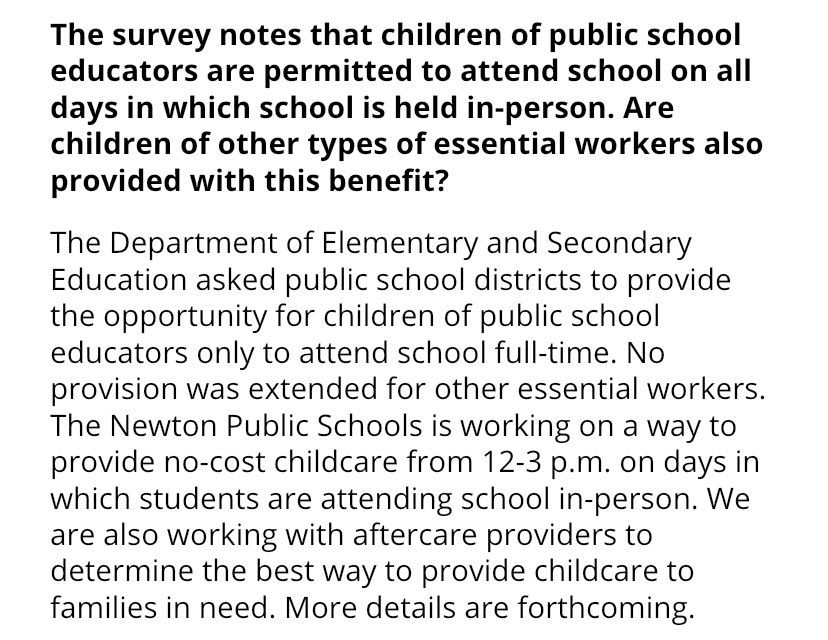 The survey notes that children of public school
educators are permitted to attend school on all
days in which school is held in-person. Are
children of other types of essential workers also
provided with this benefit?
The Department of Elementary and Secondary
Education asked public school districts to provide
the opportunity for children of public school
educators only to attend school full-time. No
provision was extended for other essential workers.
The Newton Public Schools is working on a way to
provide no-cost childcare from 12-3 p.m. on days in
which students are attending school in-person. We
are also working with aftercare providers to
determine the best way to provide childcare to
families in need. More details are forthcoming.